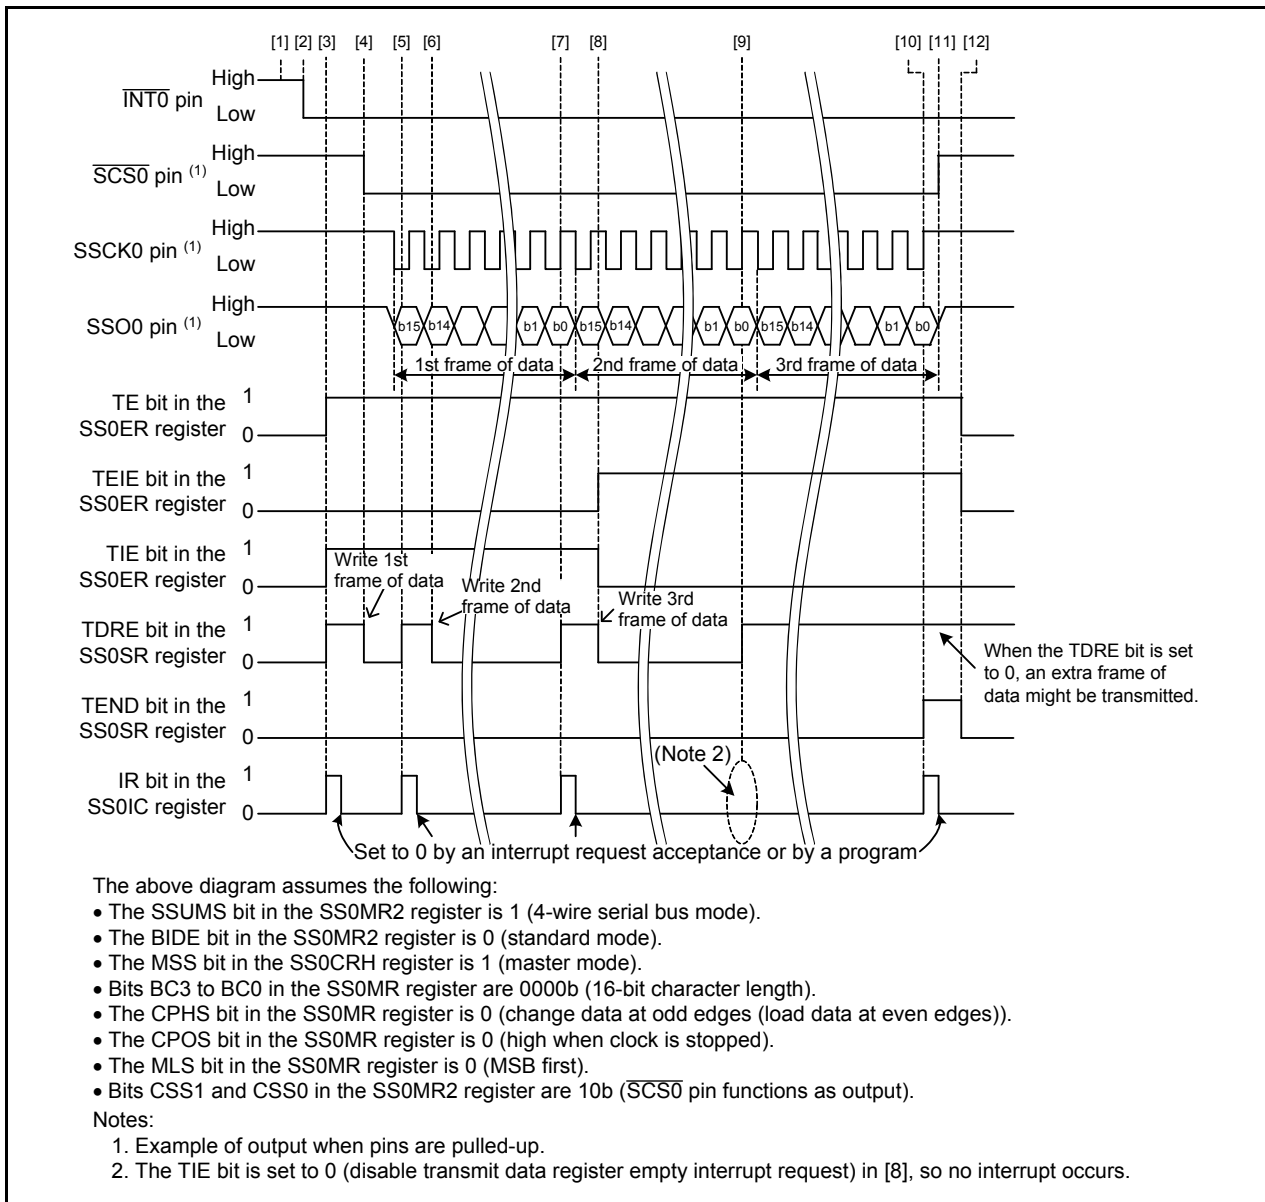 [1] [2] [3] [4] [5] [6] [7] [8] [9] [10] [11] [12]
High
INT0 pin
Low
High
SCS0 pin (1)
Low
High
SSCK0 pin (1)
Low
High
SSO0 pin (1)
Low
b15 b14 b1 b0 b15 b14 b1 b0 b15 b14 b1 b0
1st frame of data 2nd frame of data 3rd frame of data
TE bit in the 1
SS0ER register 0
TEIE bit in the 1
SS0ER register 0
TIE bit in the 1
SS0ER register 0
Write 1st
frame of data
Write 2nd
frame of data
Write 3rd
frame of data
TDRE bit in the 1
SS0SR register 0
When the TDRE bit is set
to 0, an extra frame of
data might be transmitted.
TEND bit in the 1
SS0SR register 0
(Note 2)
IR bit in the 1
SS0IC register 0
Set to 0 by an interrupt request acceptance or by a program
The above diagram assumes the following:
• The SSUMS bit in the SS0MR2 register is 1 (4-wire serial bus mode).
• The BIDE bit in the SS0MR2 register is 0 (standard mode).
• The MSS bit in the SS0CRH register is 1 (master mode).
• Bits BC3 to BC0 in the SS0MR register are 0000b (16-bit character length).
• The CPHS bit in the SS0MR register is 0 (change data at odd edges (load data at even edges)).
• The CPOS bit in the SS0MR register is 0 (high when clock is stopped).
• The MLS bit in the SS0MR register is 0 (MSB first).
• Bits CSS1 and CSS0 in the SS0MR2 register are 10b (SCS0 pin functions as output).
Notes:
1. Example of output when pins are pulled-up.
2. The TIE bit is set to 0 (disable transmit data register empty interrupt request) in [8], so no interrupt occurs.